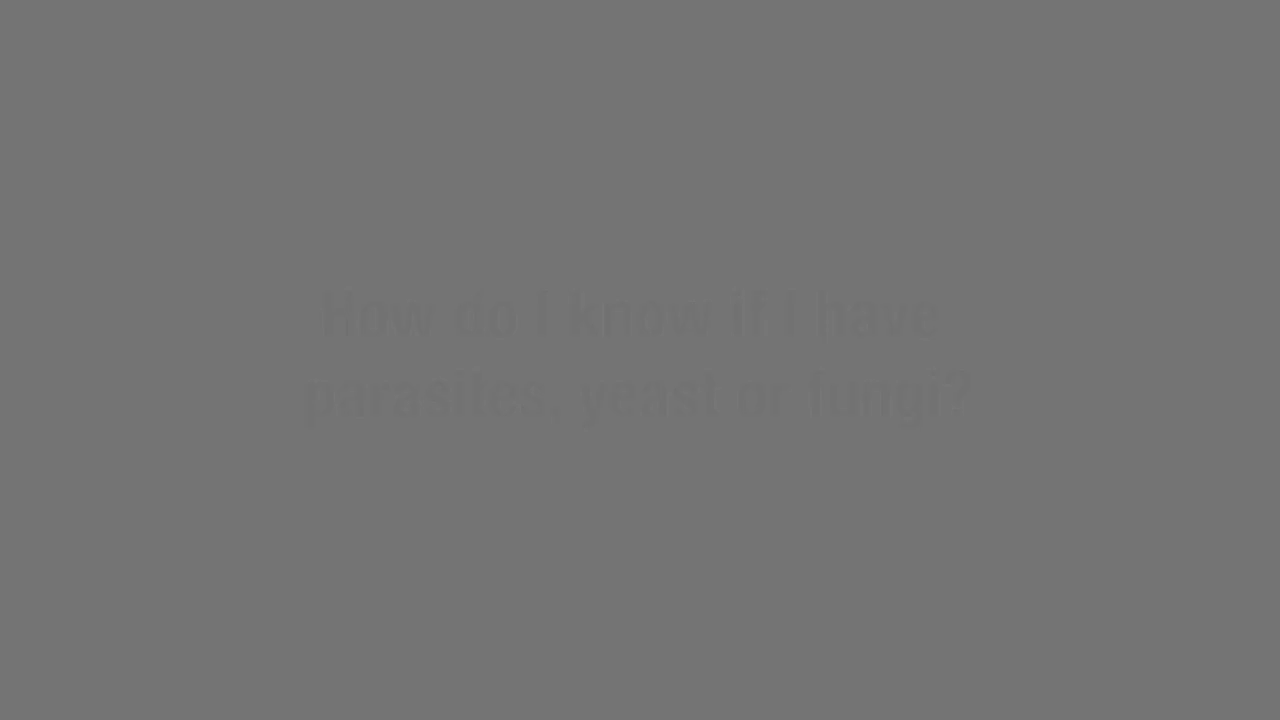 How do I know if I have
parasites, yeast or fungi?